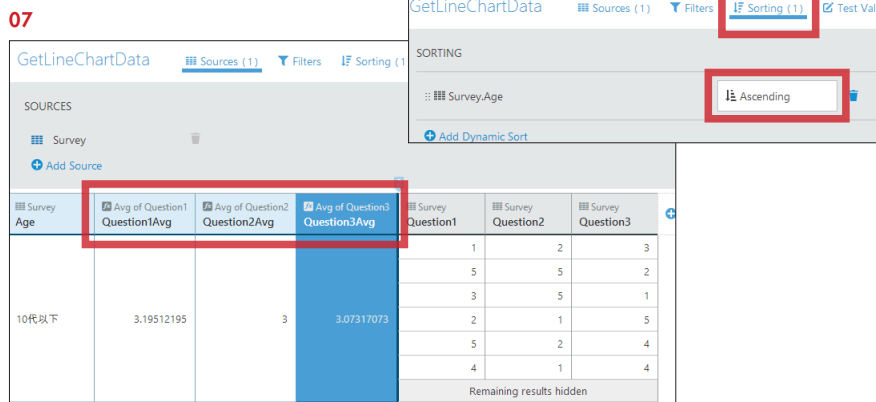 07
GetLineChartData Sources (1) Filters Sorting (1
SOURCES
Survey
Add Source
GetLineChartData Sources (1) Filters Sorting (1) Test Val
SORTING
Survey.Age Ascending
Add Dynamic Sort
Survey Avg of Question1 Avg of Question2 Avg of Question3 Survey Survey Survey
Age Question1Avg Question2Avg Question3Avg Question1 Question2 Question3
1 2 3
5 5 2
3 5 1
10代以下 3.19512195 3 3.07317073 2 1 5
5 2 4
4 1 4
Remaining results hidden